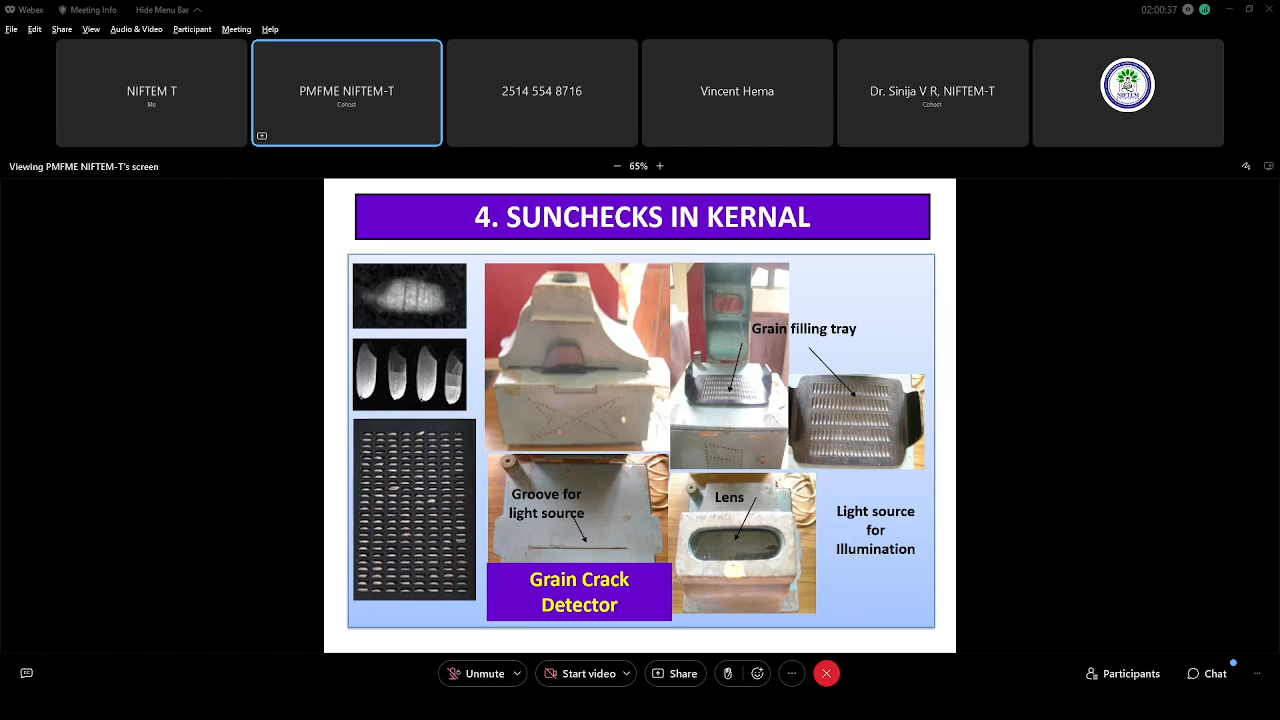 Webex
Meeting Info
Hide Menu Bar
02:00:37
File
Edit
Share
View
Audio & Video
Participant
Meeting
Help
NIFTEM T
Me
PMFME NIFTEM-T
Cohost
2514 554 8716
Vincent Hema
Dr. Sinija V R, NIFTEM-T
Cohost
NIFTEM
Viewing PMFME NIFTEM-T's screen
65%
4. SUNCHECKS IN KERNAL
Grain filling tray
Groove for
light source
Lens
Light source
for
Illumination
Grain Crack
Detector
Unmute
Start video
Share
Participants
Chat